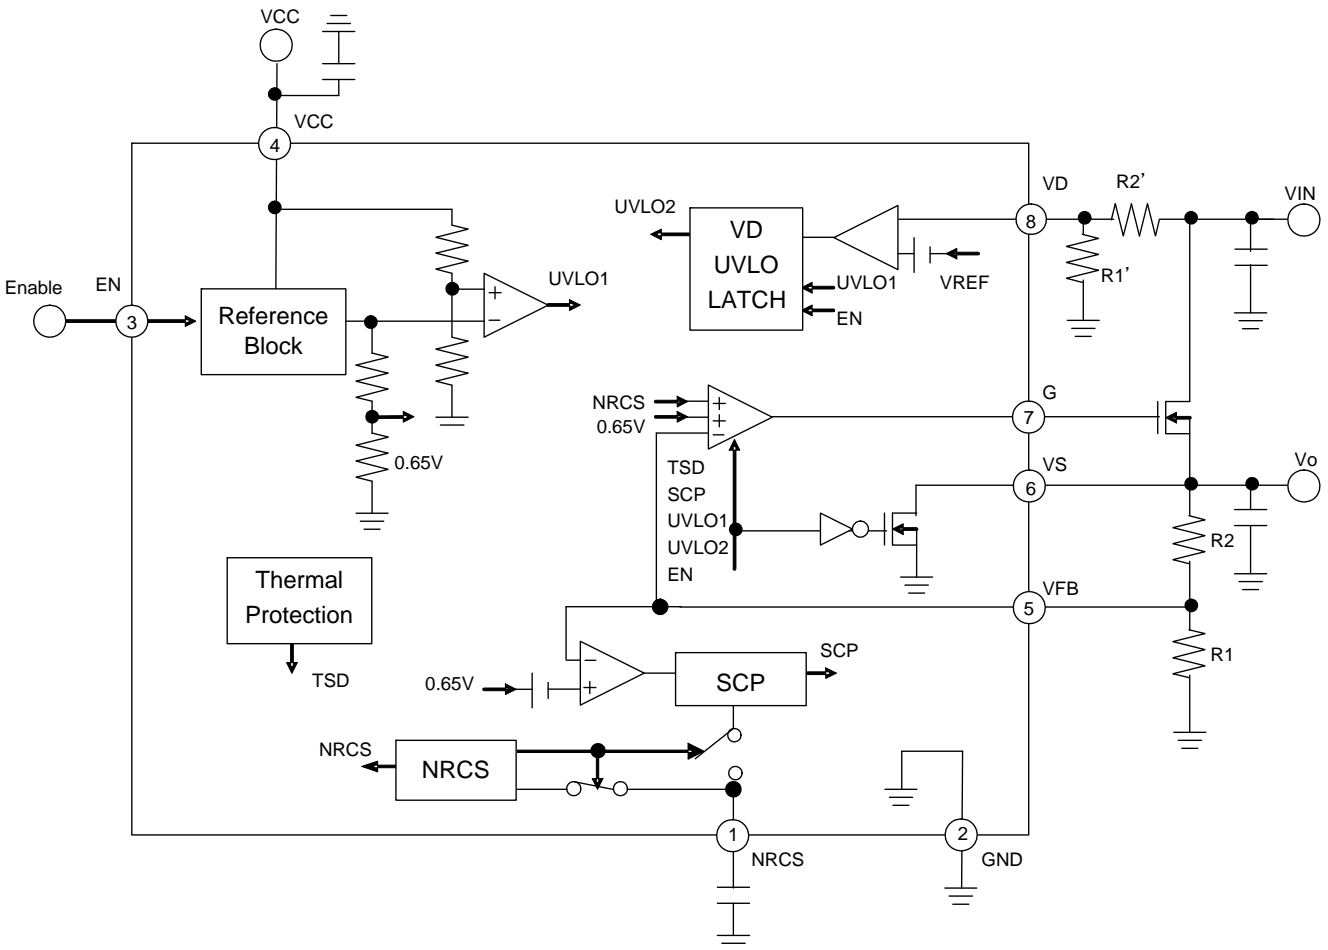 VCC
VCC
4
VD
R2’
VIN
8
R1’
UVLO2
VD
UVLO
LATCH
UVLO1
EN
VREF
Enable
EN
3
Reference
Block
+
−
UVLO1
0.65V
NRCS
0.65V
+
+
−
G
7
TSD
SCP
UVLO1
UVLO2
EN
VS
6
Vo
R2
VFB
5
R1
Thermal
Protection
TSD
0.65V
−
+
SCP
SCP
NRCS
NRCS
1
NRCS
2
GND